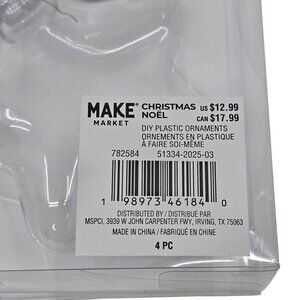 MAKE® CHRISTMAS US $12.99
MARKET NOËL CAN $17.99
DIY PLASTIC ORNAMENTS
ORNEMENTS EN PLASTIQUE
À FAIRE SOI-MÊME
782584 51334-2025-03
1 98973 46184 0
DISTRIBUTED BY / DISTRIBUÉ PAR
MSPCI, 3939 W JOHN CARPENTER FWY, IRVING, TX 75063
MADE IN CHINA / FABRIQUÉ EN CHINE
4 PC